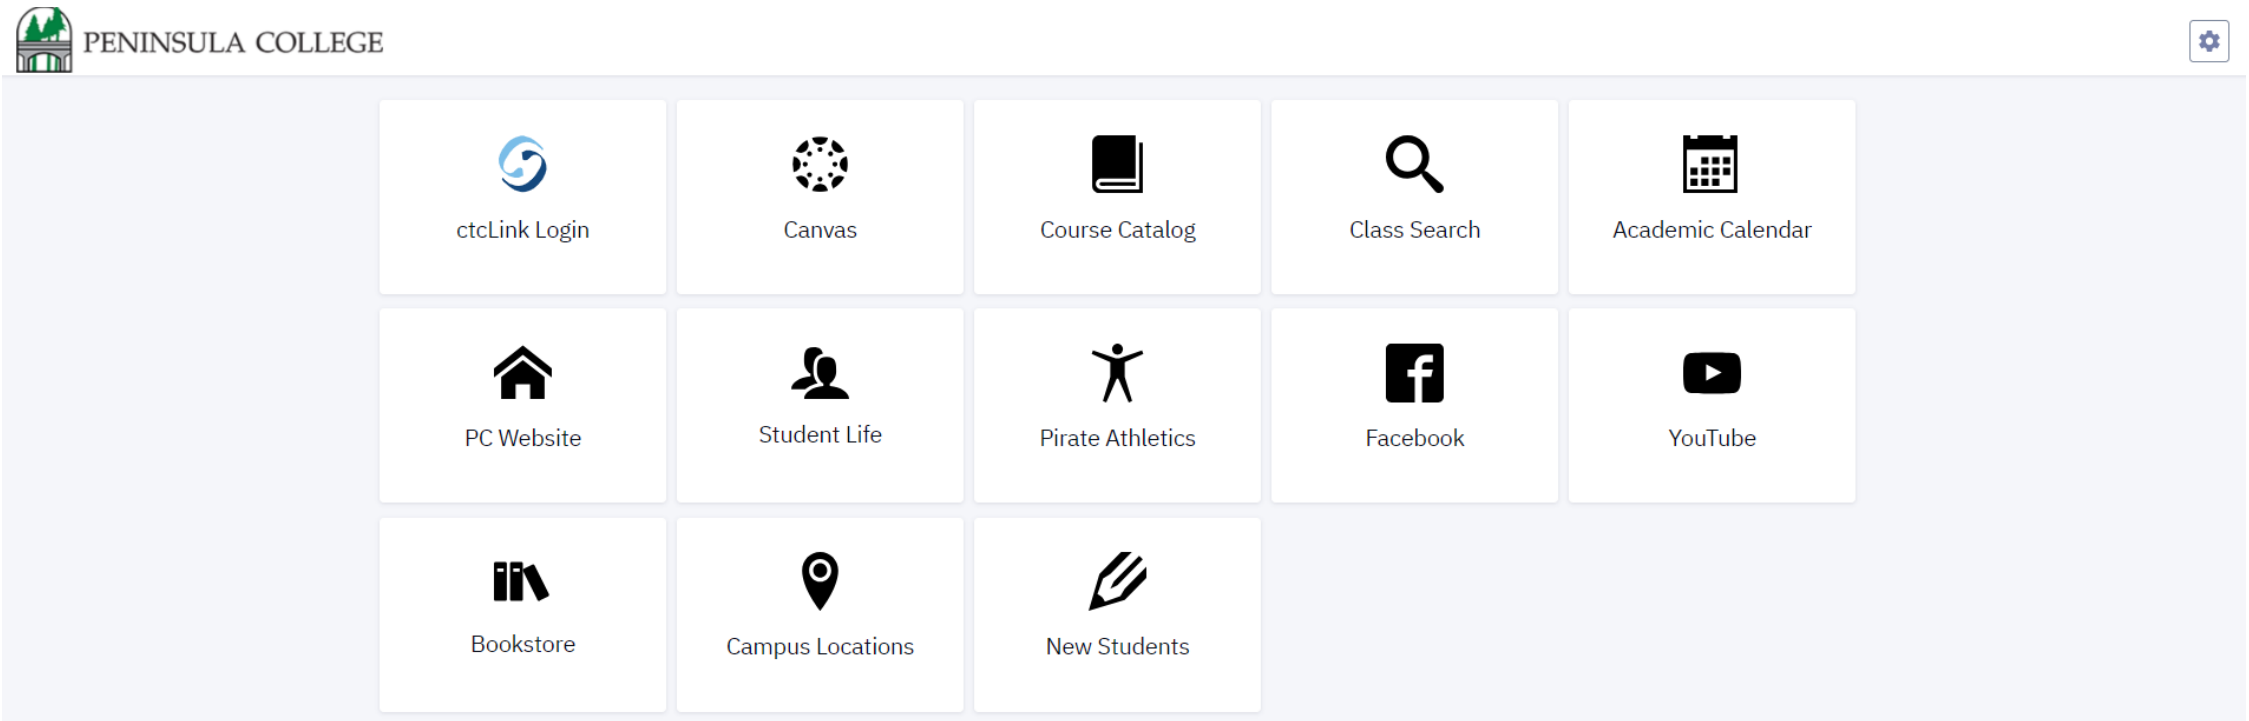 PENINSULA COLLEGE
ctcLink Login
Canvas
Course Catalog
Class Search
Academic Calendar
PC Website
Student Life
Pirate Athletics
Facebook
YouTube
Bookstore
Campus Locations
New Students